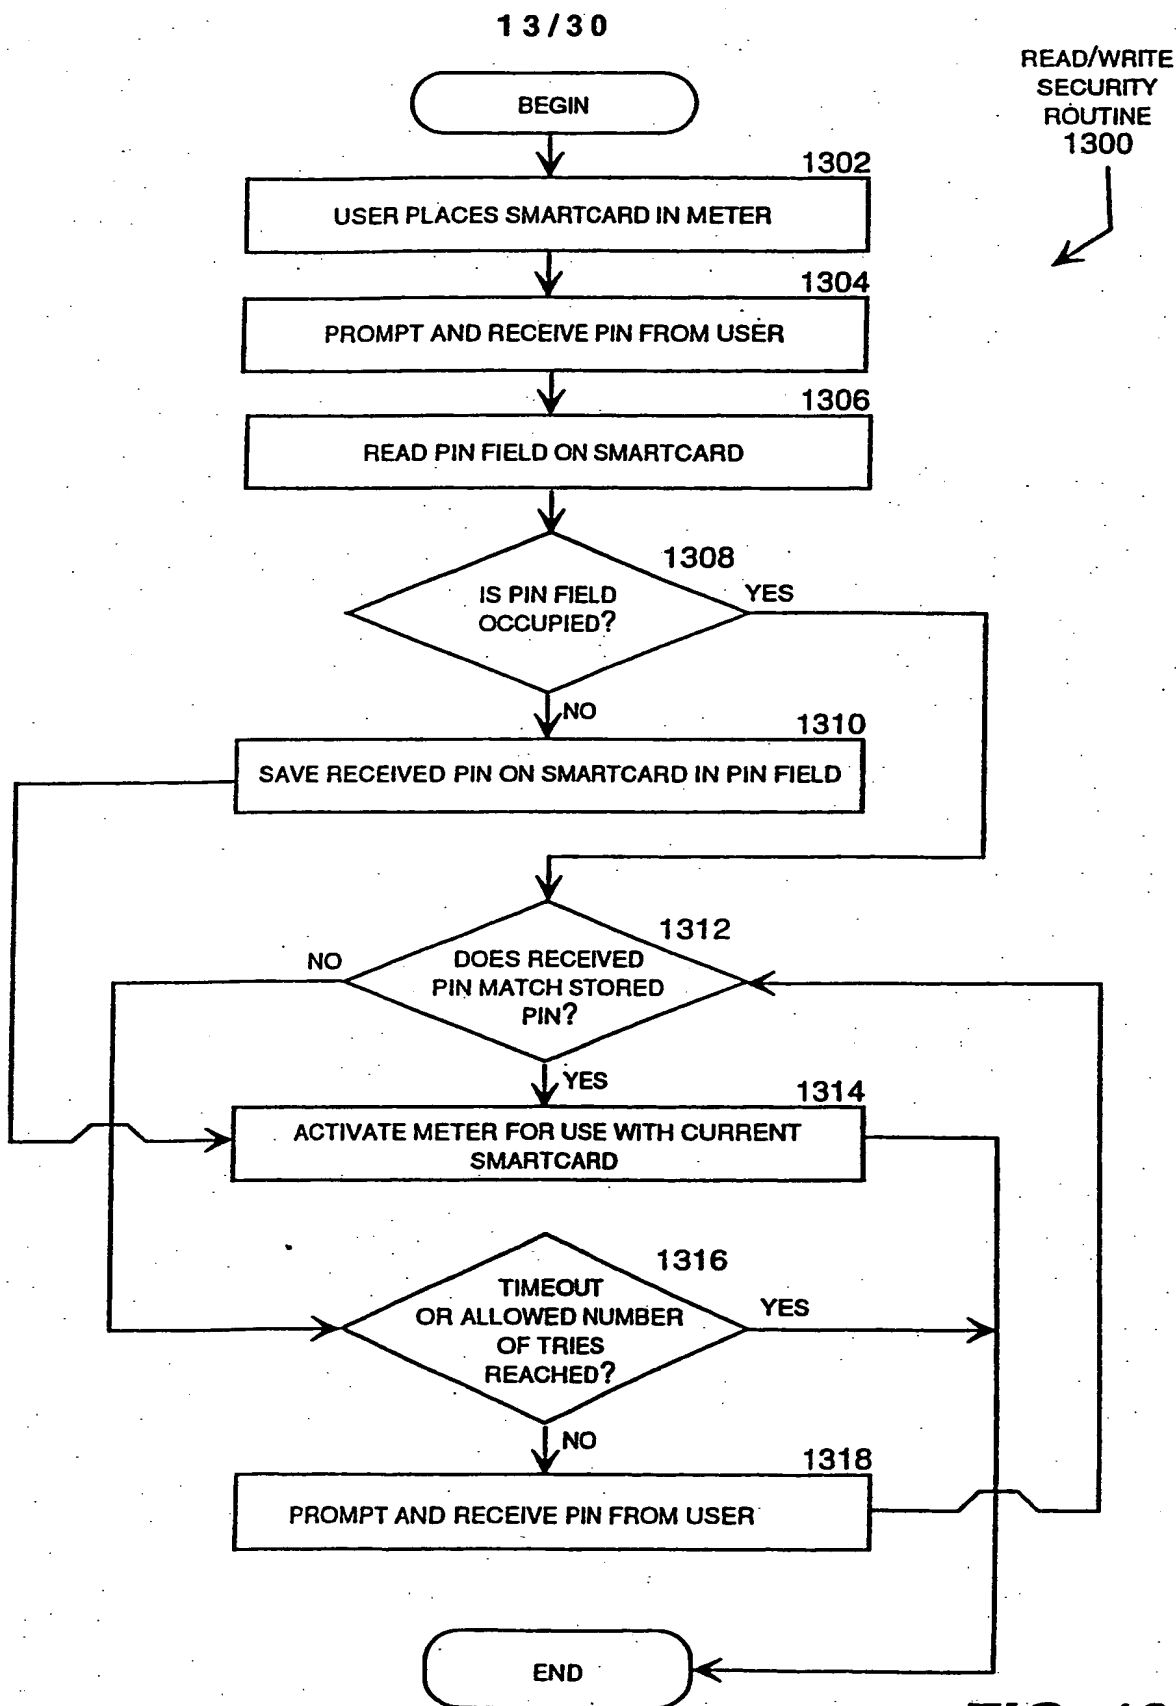 13/30
READ/WRITE
SECURITY
ROUTINE
1300
BEGIN
1302
USER PLACES SMARTCARD IN METER
1304
PROMPT AND RECEIVE PIN FROM USER
1306
READ PIN FIELD ON SMARTCARD
1308
IS PIN FIELD
OCCUPIED?
YES
NO
1310
SAVE RECEIVED PIN ON SMARTCARD IN PIN FIELD
1312
DOES RECEIVED
PIN MATCH STORED
PIN?
NO
YES
1314
ACTIVATE METER FOR USE WITH CURRENT
SMARTCARD
1316
TIMEOUT
OR ALLOWED NUMBER
OF TRIES
REACHED?
YES
NO
1318
PROMPT AND RECEIVE PIN FROM USER
END